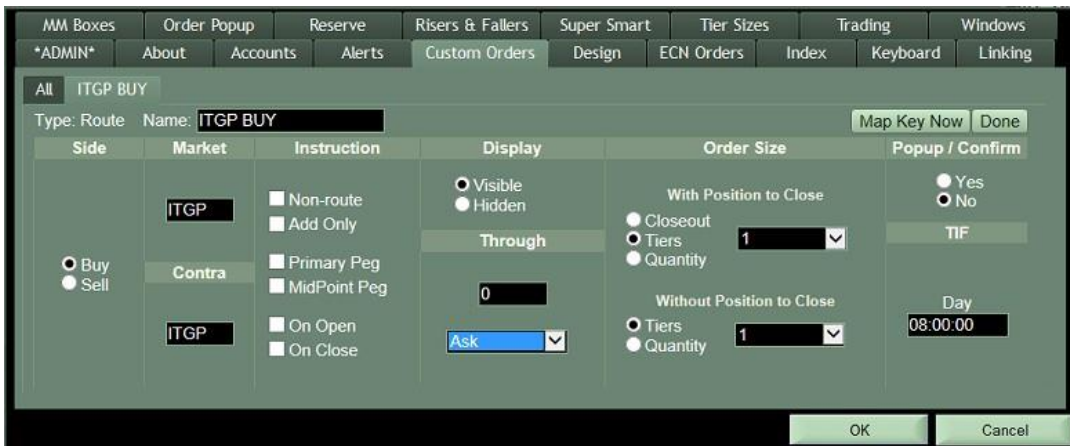 MM Boxes Order Popup Reserve Risers & Fallers Super Smart Tier Sizes Trading Windows
*ADMIN* About Accounts Alerts Custom Orders Design ECN Orders Index Keyboard Linking
All ITGP BUY
Type: Route Name: ITGP BUY Map Key Now Done
Side Market Instruction Display Order Size Popup / Confirm
Buy
Sell
ITGP
Contra
ITGP
Non-route
Add Only
Primary Peg
MidPoint Peg
On Open
On Close
Visible
Hidden
Through
0
Ask
With Position to Close
Closeout
Tiers 1
Quantity
Without Position to Close
Tiers 1
Quantity
Yes
No
TIF
Day
08:00:00
OK Cancel